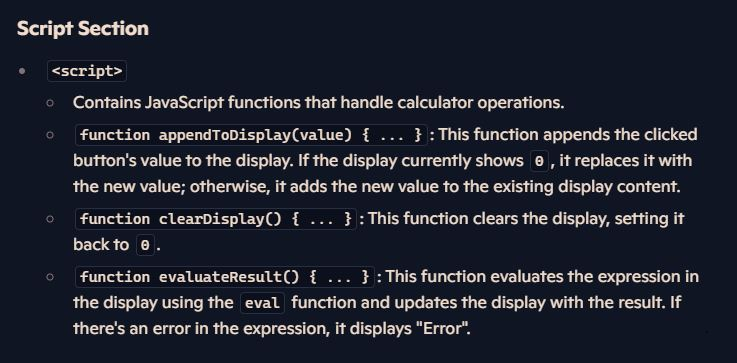 Script Section
<script>
Contains JavaScript functions that handle calculator operations.
function appendToDisplay(value) { ... } : This function appends the clicked
button's value to the display. If the display currently shows 0 , it replaces it with
the new value; otherwise, it adds the new value to the existing display content.
function clearDisplay() { ... } : This function clears the display, setting it
back to 0 .
function evaluateResult() { ... } : This function evaluates the expression in
the display using the eval function and updates the display with the result. If
there's an error in the expression, it displays "Error".